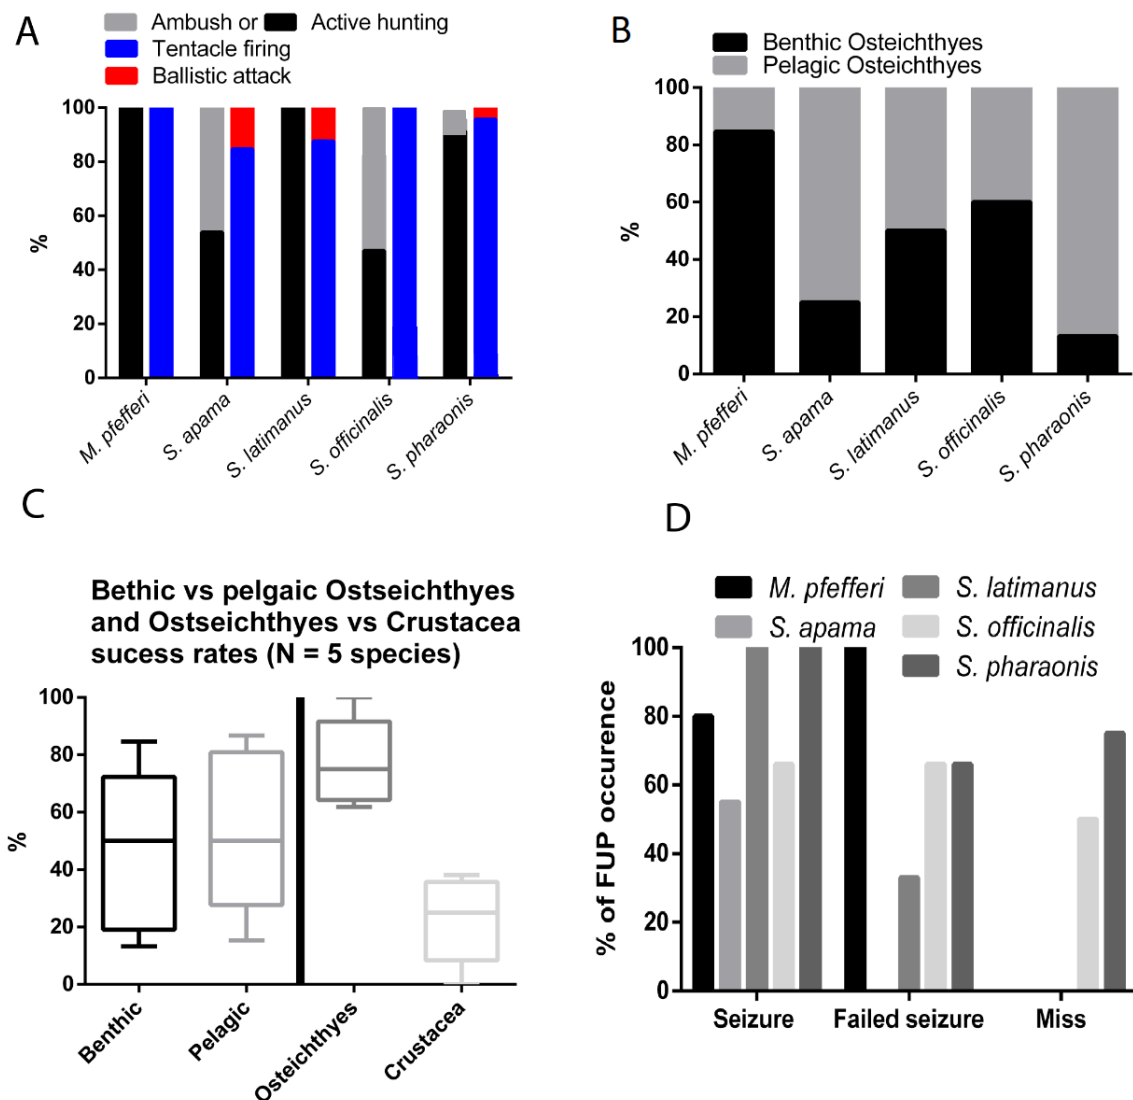 A
Ambush or Active hunting
Tentacle firing
Ballistic attack
100
80
60
40
20
0
%
M. pfefferi
S. apama
S. latimanus
S. officinalis
S. pharaonis
B
Benthic Osteichthyes
Pelagic Osteichthyes
100
80
60
40
20
0
%
M. pfefferi
S. apama
S. latimanus
S. officinalis
S. pharaonis
C
Bethic vs pelgaic Ostseichthyes
and Ostseichthyes vs Crustacea
sucess rates (N = 5 species)
100
80
60
40
20
0
%
Benthic
Pelagic
Osteichthyes
Crustacea
D
M. pfefferi
S. apama
S. latimanus
S. officinalis
S. pharaonis
100
80
60
40
20
0
% of FUP occurence
Seizure
Failed seizure
Miss